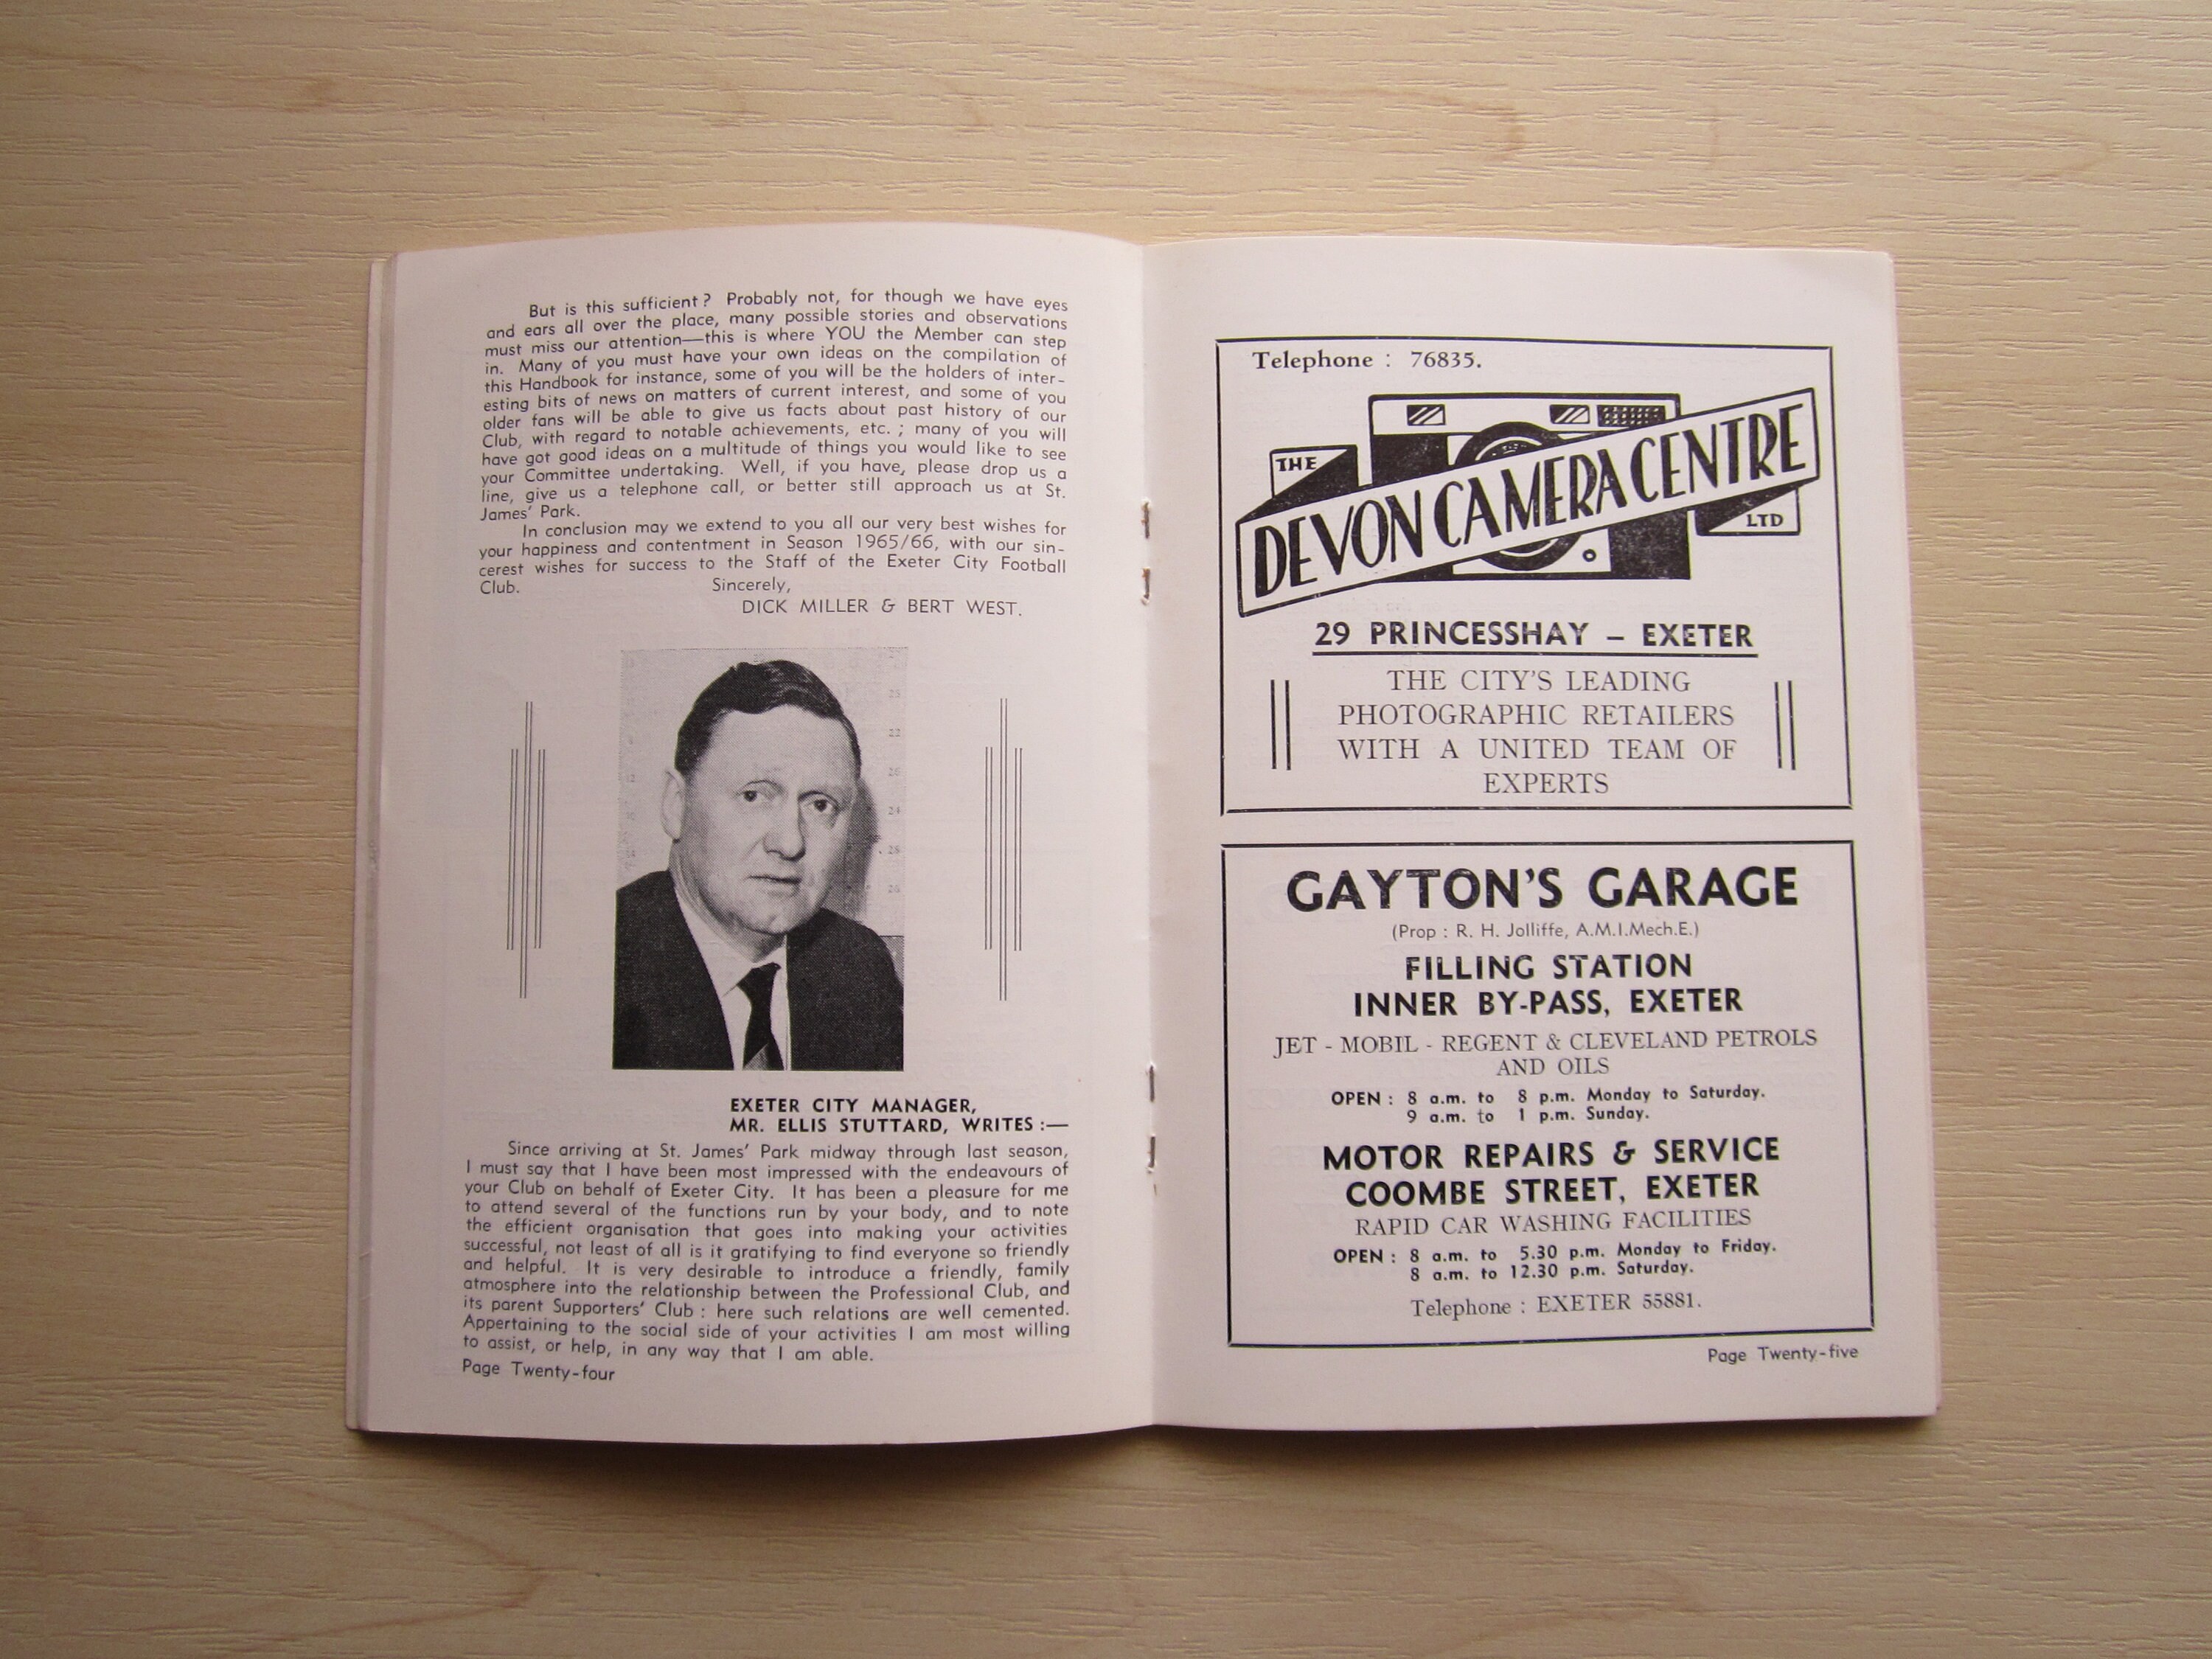 But is this sufficient? Probably not, for though we have eyes
and ears all over the place, many possible stories and observations
must miss our attention—this is where YOU the Member can step
in. Many of you must have your own ideas on the compilation of
this Handbook for instance, some of you will be the holders of inter-
esting bits of news on matters of current interest, and some of you
older fans will be able to give us facts about past history of our
Club, with regard to notable achievements, etc. ; many of you will
have got good ideas on a multitude of things you would like to see
your Committee undertaking. Well, if you have, please drop us a
line, give us a telephone call, or better still approach us at St.
James' Park.
In conclusion may we extend to you all our very best wishes for
your happiness and contentment in Season 1965/66, with our sin-
cerest wishes for success to the Staff of the Exeter City Football
Club. Sincerely,
DICK MILLER & BERT WEST.
EXETER CITY MANAGER,
MR. ELLIS STUTTARD, WRITES :—
Since arriving at St. James' Park midway through last season,
I must say that I have been most impressed with the endeavours of
your Club on behalf of Exeter City. It has been a pleasure for me
to attend several of the functions run by your body, and to note
the efficient organisation that goes into making your activities
successful, not least of all is it gratifying to find everyone so friendly
and helpful. It is very desirable to introduce a friendly, family
atmosphere into the relationship between the Professional Club, and
its parent Supporters' Club : here such relations are well cemented.
Appertaining to the social side of your activities I am most willing
to assist, or help, in any way that I am able.
Page Twenty-four
Telephone : 76835.
THE
DEVON CAMERA CENTRE
LTD
29 PRINCESSHAY – EXETER
THE CITY'S LEADING
PHOTOGRAPHIC RETAILERS
WITH A UNITED TEAM OF
EXPERTS
GAYTON'S GARAGE
(Prop : R. H. Jolliffe, A.M.I.Mech.E.)
FILLING STATION
INNER BY-PASS, EXETER
JET - MOBIL - REGENT & CLEVELAND PETROLS
AND OILS
OPEN : 8 a.m. to 8 p.m. Monday to Saturday.
9 a.m. to 1 p.m. Sunday.
MOTOR REPAIRS & SERVICE
COOMBE STREET, EXETER
RAPID CAR WASHING FACILITIES
OPEN : 8 a.m. to 5.30 p.m. Monday to Friday.
8 a.m. to 12.30 p.m. Saturday.
Telephone : EXETER 55881.
Page Twenty-five